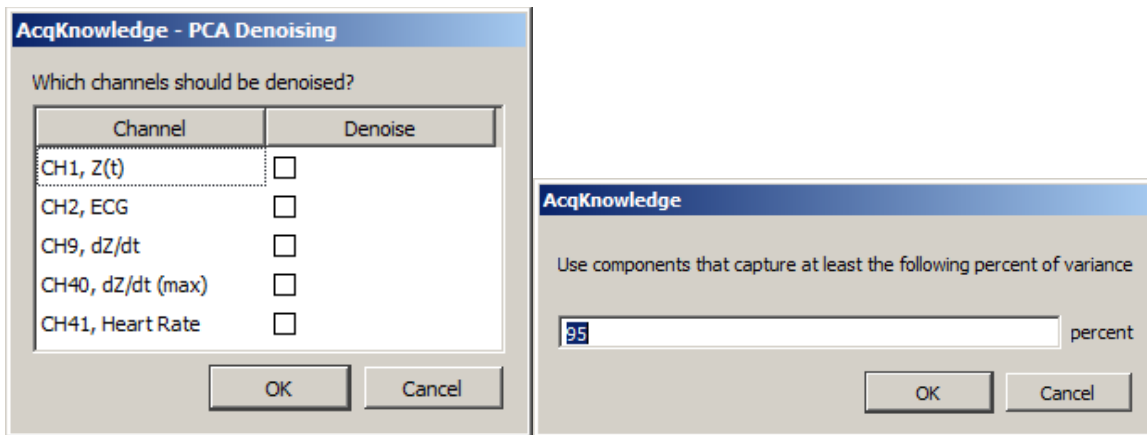 AcqKnowledge - PCA Denoising
Which channels should be denoised?
Channel Denoise
CH1, Z(t)
CH2, ECG
CH9, dZ/dt
CH40, dZ/dt (max)
CH41, Heart Rate
OK Cancel
AcqKnowledge
Use components that capture at least the following percent of variance
95 percent
OK Cancel